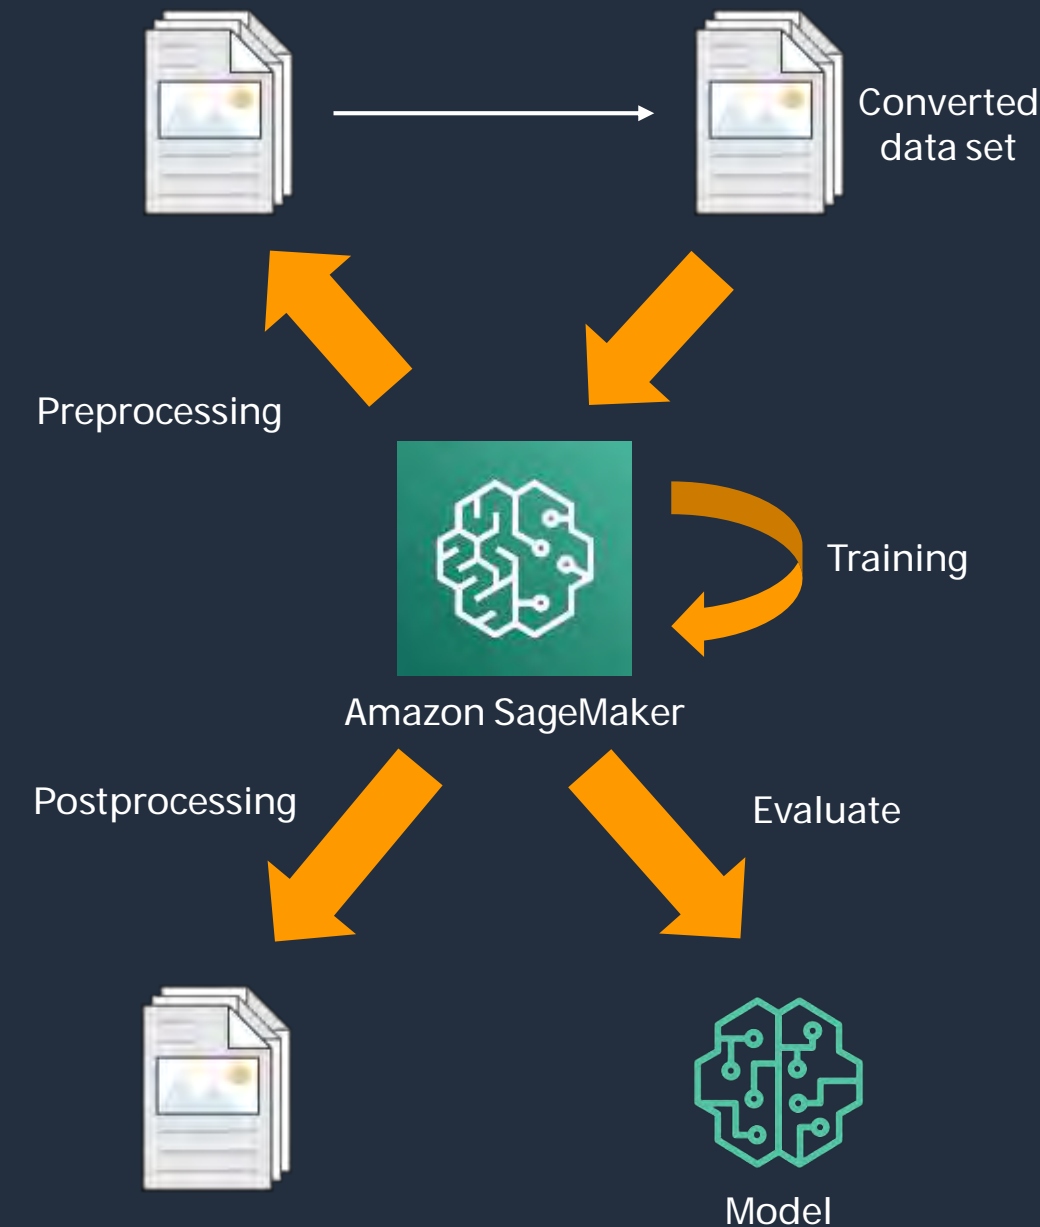 Converted
data set
Preprocessing
Training
Amazon SageMaker
Postprocessing
Evaluate
Model